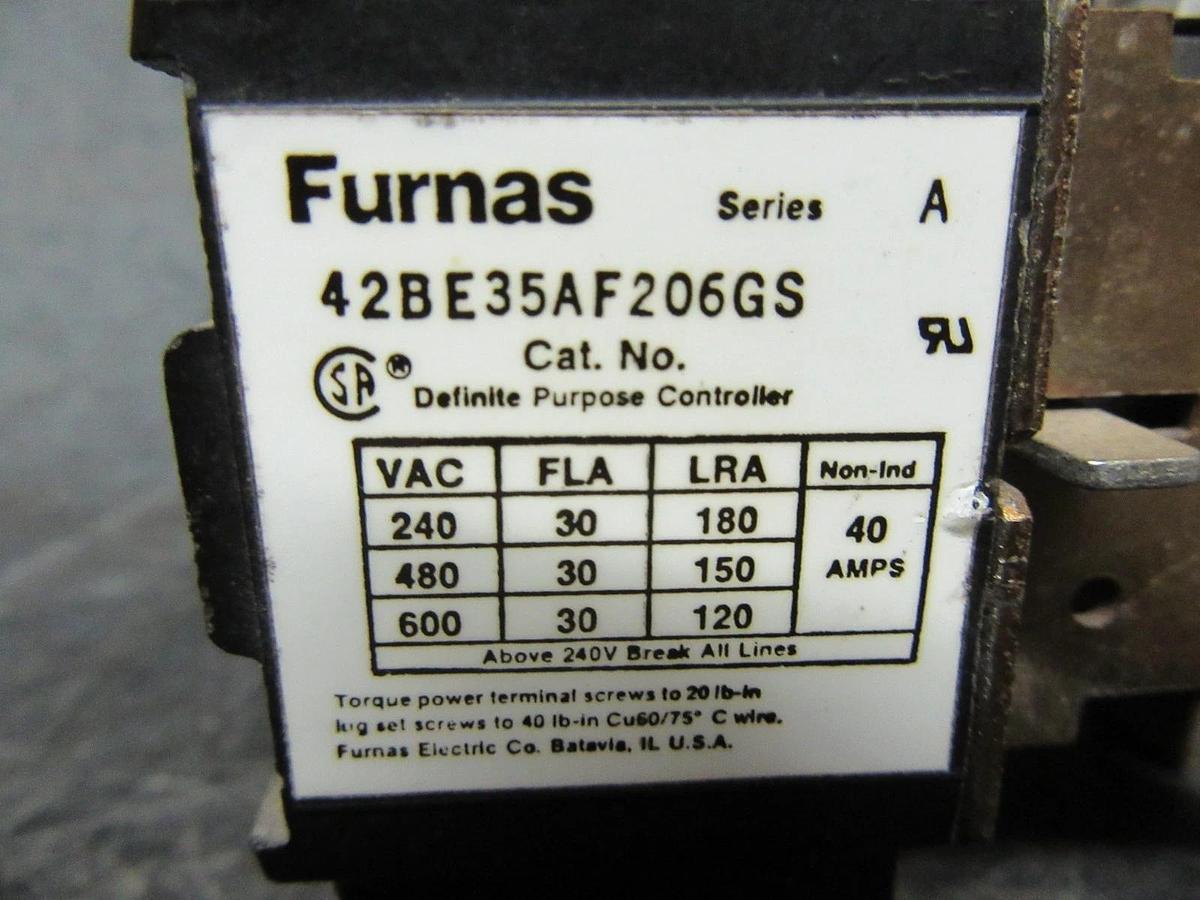 Furnas Series A
42BE35AF206GS
Cat. No.
SA ®
RU
Definite Purpose Controller
VAC FLA LRA Non-Ind
240 30 180 40
480 30 150 AMPS
600 30 120
Above 240V Break All Lines
Torque power terminal screws to 20 lb-in
lug set screws to 40 lb-in Cu60/75° C wire.
Furnas Electric Co. Batavia, IL U.S.A.